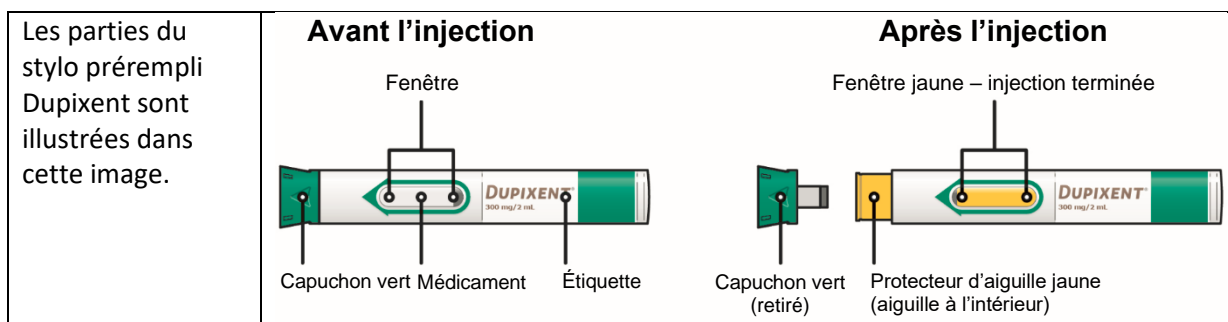 Les parties du
stylo prérempli
Dupixent sont
illustrées dans
cette image.
Avant l’injection
Fenêtre
DUPIXENT
300 mg/2 mL
Capuchon vert
Médicament
Étiquette
Après l’injection
Fenêtre jaune – injection terminée
DUPIXENT
300 mg/2 mL
Capuchon vert
(retiré)
Protecteur d’aiguille jaune
(aiguille à l’intérieur)